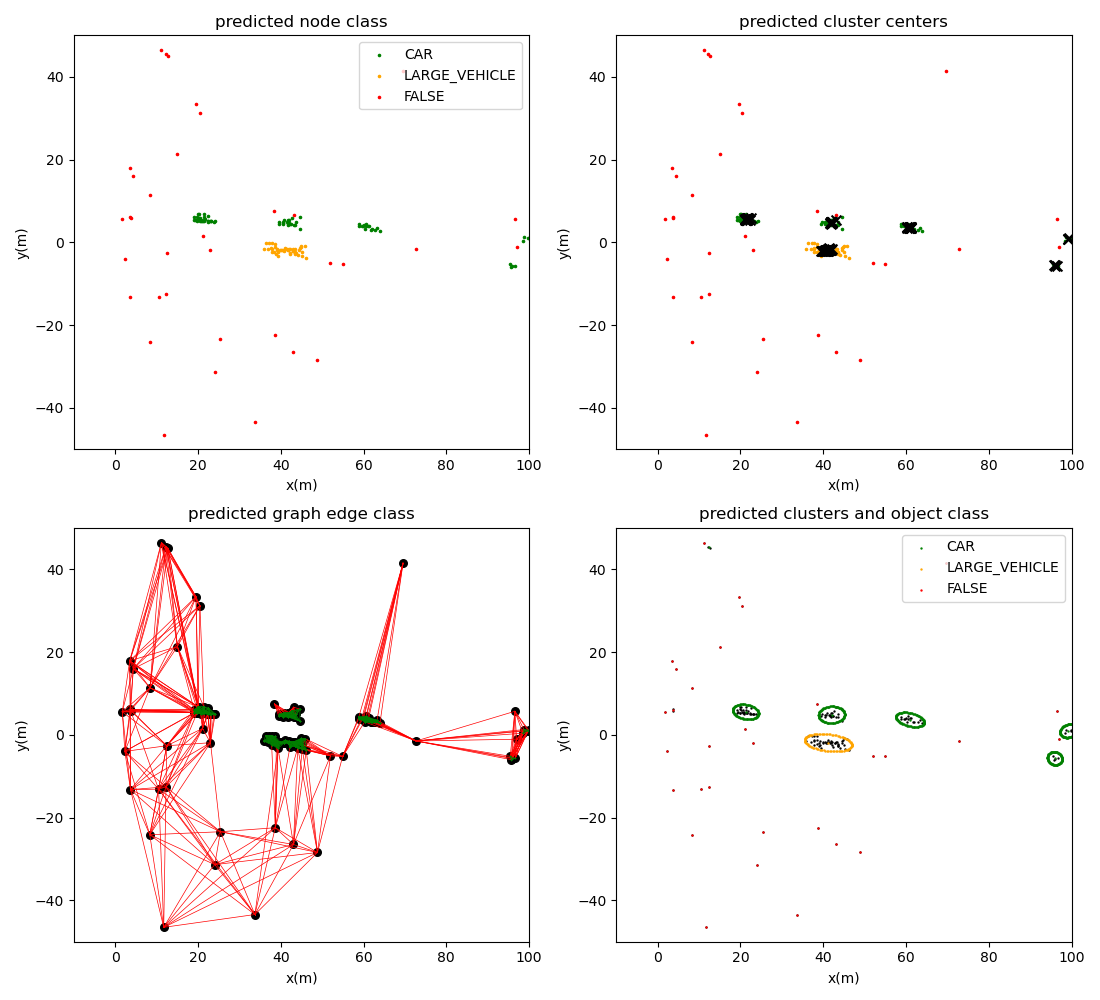 predicted node class
CAR
LARGE_VEHICLE
FALSE
y(m)
40
20
0
−20
−40
0 20 40 60 80 100
x(m)
predicted cluster centers
y(m)
40
20
0
−20
−40
0 20 40 60 80 100
x(m)
predicted graph edge class
y(m)
40
20
0
−20
−40
0 20 40 60 80 100
x(m)
predicted clusters and object class
CAR
LARGE_VEHICLE
FALSE
y(m)
40
20
0
−20
−40
0 20 40 60 80 100
x(m)